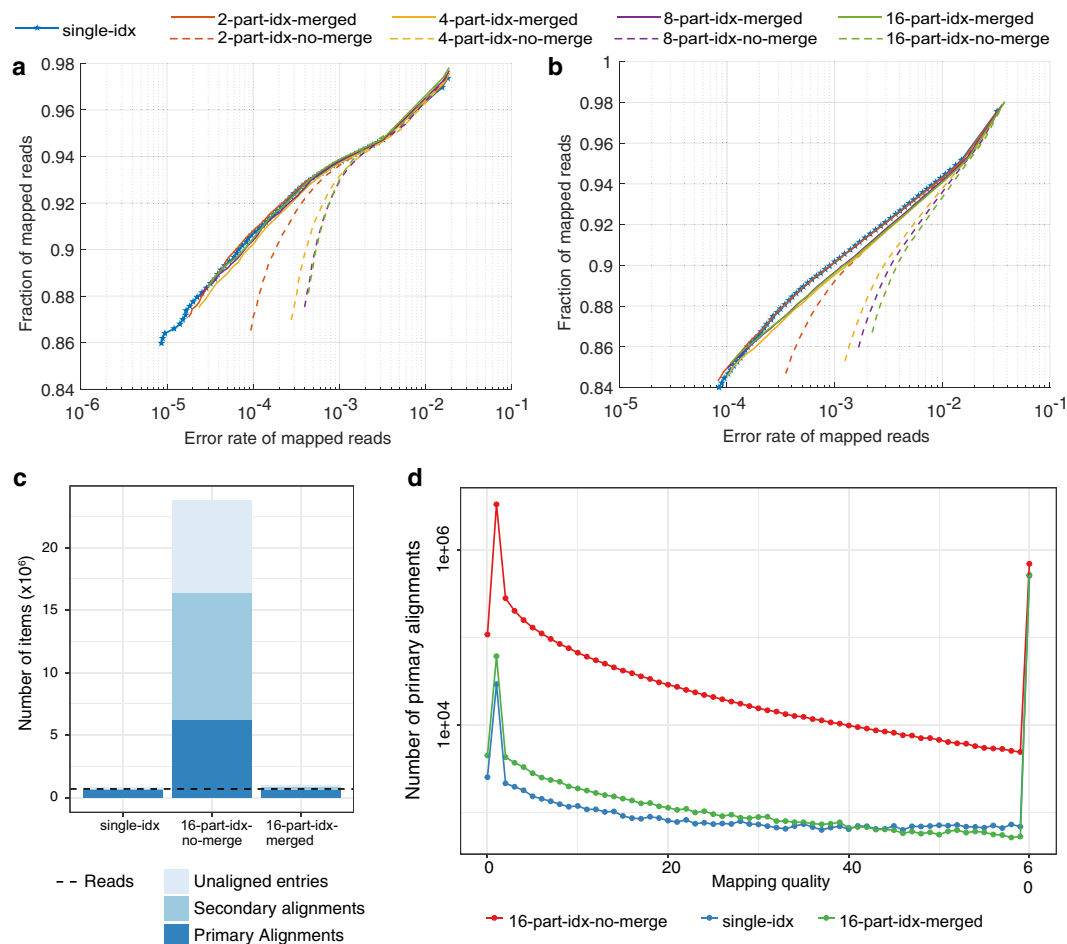 single-idx
2-part-idx-merged
2-part-idx-no-merge
4-part-idx-merged
4-part-idx-no-merge
8-part-idx-merged
8-part-idx-no-merge
16-part-idx-merged
16-part-idx-no-merge
a
0.98
0.96
0.94
0.92
0.9
0.88
0.86
0.84
Fraction of mapped reads
10-6
10-5
10-4
10-3
10-2
10-1
Error rate of mapped reads
b
1
0.98
0.96
0.94
0.92
0.9
0.88
0.86
0.84
Fraction of mapped reads
10-5
10-4
10-3
10-2
10-1
Error rate of mapped reads
c
Number of items (x10⁶)
20
15
10
5
0
single-idx
16-part-idx-
no-merge
16-part-idx-
merged
Reads
Unaligned entries
Secondary alignments
Primary Alignments
d
Number of primary alignments
1e+06
1e+04
0
20
40
6
0
Mapping quality
16-part-idx-no-merge
single-idx
16-part-idx-merged